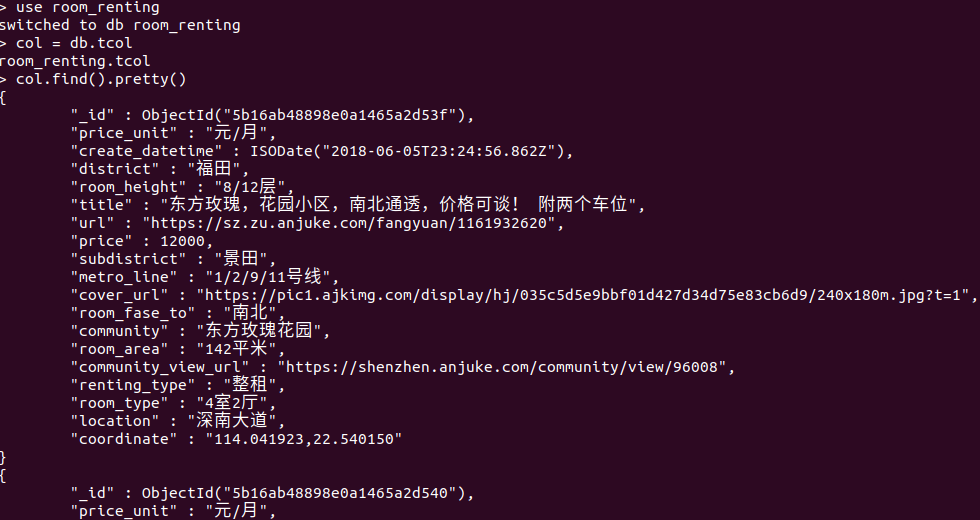 > use room_renting
switched to db room_renting
> col = db.tcol
room_renting.tcol
> col.find().pretty()
{
"_id" : ObjectId("5b16ab48898e0a1465a2d53f"),
"price_unit" : "元/月",
"create_datetime" : ISODate("2018-06-05T23:24:56.862Z"),
"district" : "福田",
"room_height" : "8/12层",
"title" : "东方玫瑰，花园小区，南北通透，价格可谈！ 附两个车位",
"url" : "https://sz.zu.anjuke.com/fangyuan/1161932620",
"price" : 12000,
"subdistrict" : "景田",
"metro_line" : "1/2/9/11号线",
"cover_url" : "https://pic1.ajkimg.com/display/hj/035c5d5e9bbf01d427d34d75e83cb6d9/240x180m.jpg?t=1",
"room_fase_to" : "南北",
"community" : "东方玫瑰花园",
"room_area" : "142平米",
"community_view_url" : "https://shenzhen.anjuke.com/community/view/96008",
"renting_type" : "整租",
"room_type" : "4室2厅",
"location" : "深南大道",
"coordinate" : "114.041923,22.540150"
}
{
"_id" : ObjectId("5b16ab48898e0a1465a2d540"),
"price_unit" : "元/月",